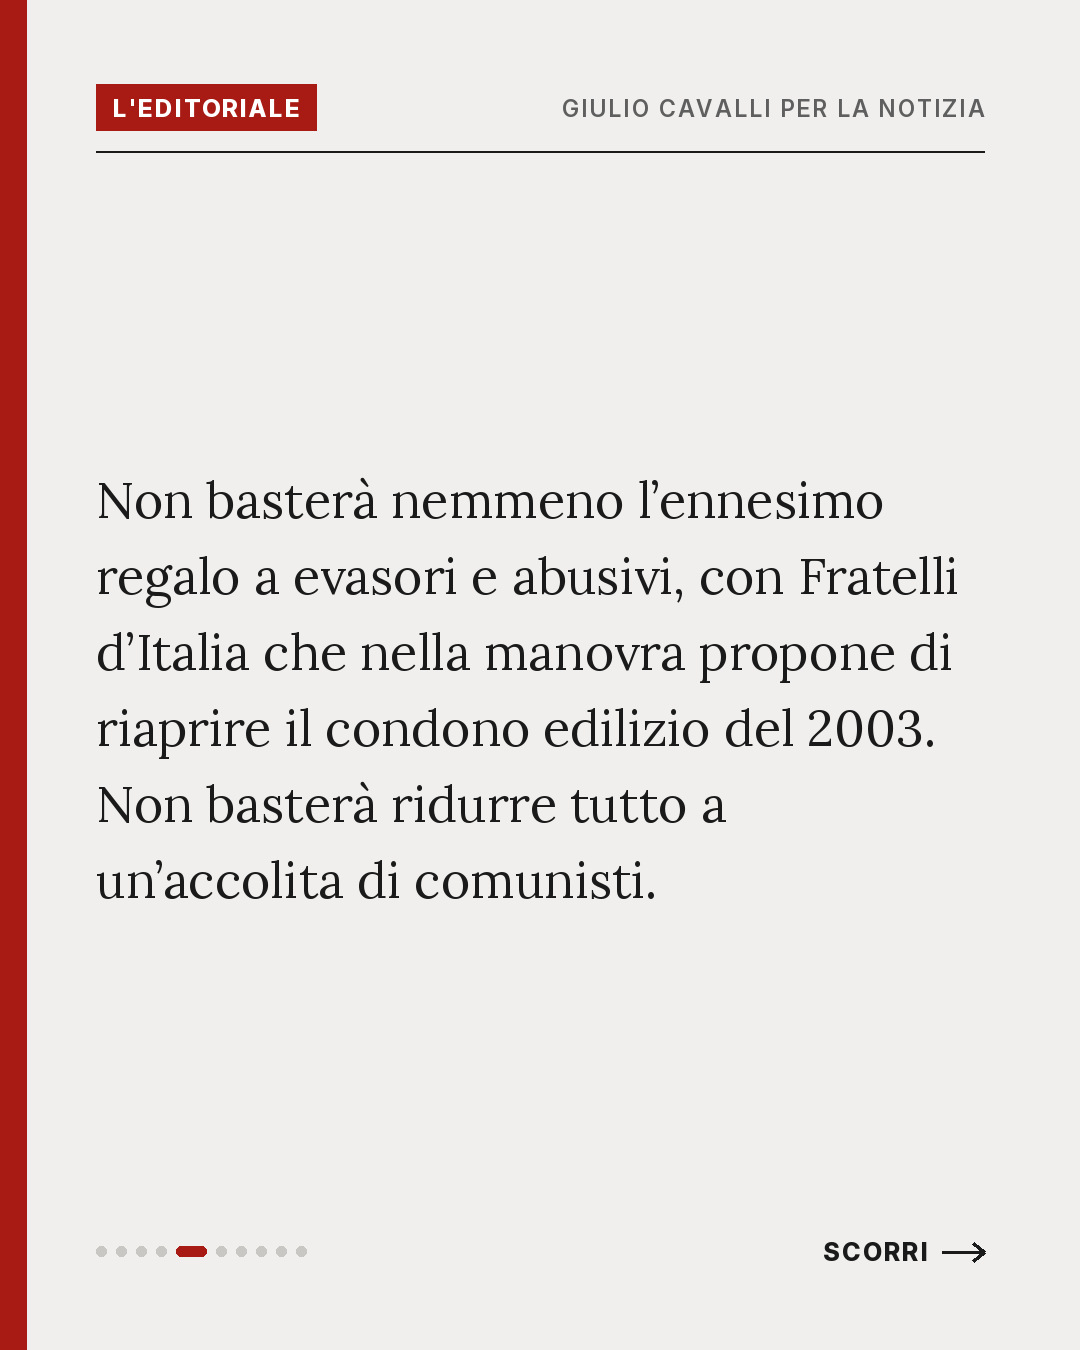 L'EDITORIALE
GIULIO CAVALLI PER LA NOTIZIA
Non basterà nemmeno l’ennesimo
regalo a evasori e abusivi, con Fratelli
d’Italia che nella manovra propone di
riaprire il condono edilizio del 2003.
Non basterà ridurre tutto a
un’accolita di comunisti.
SCORRI